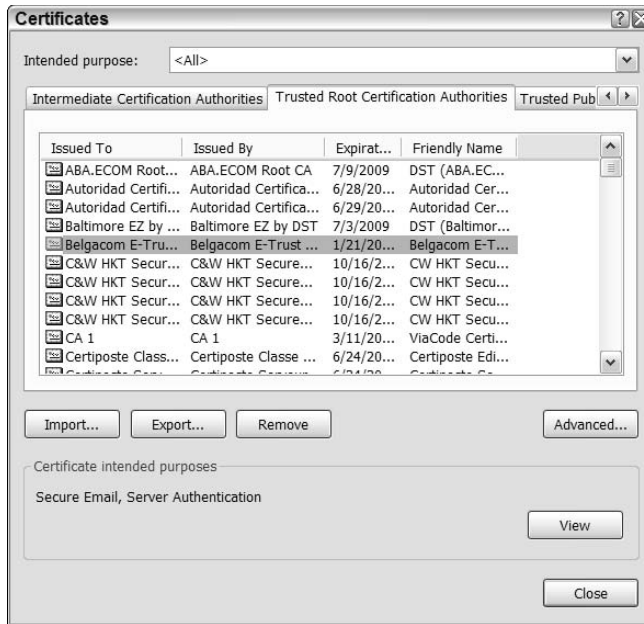 Certificates
Intended purpose: <All>
Intermediate Certification Authorities Trusted Root Certification Authorities Trusted Pub
Issued To Issued By Expirat... Friendly Name
ABA.ECOM Root... ABA.ECOM Root CA 7/9/2009 DST (ABA.EC...
Autoridad Certifi... Autoridad Certifica... 6/28/20... Autoridad Cer...
Autoridad Certifi... Autoridad Certifica... 6/29/20... Autoridad Cer...
Baltimore EZ by ... Baltimore EZ by DST 7/3/2009 DST (Baltimor...
Belgacom E-Tru... Belgacom E-Trust ... 1/21/20... Belgacom E-T...
C&W HKT Secur... C&W HKT Secure... 10/16/2... CW HKT Secu...
C&W HKT Secur... C&W HKT Secure... 10/16/2... CW HKT Secu...
C&W HKT Secur... C&W HKT Secure... 10/16/2... CW HKT Secu...
C&W HKT Secur... C&W HKT Secure... 10/16/2... CW HKT Secu...
CA 1 CA 1 3/11/20... ViaCode Certi...
Certiposte Class... Certiposte Classe ... 6/24/20... Certiposte Edi...
Import... Export... Remove Advanced...
Certificate intended purposes
Secure Email, Server Authentication
View
Close